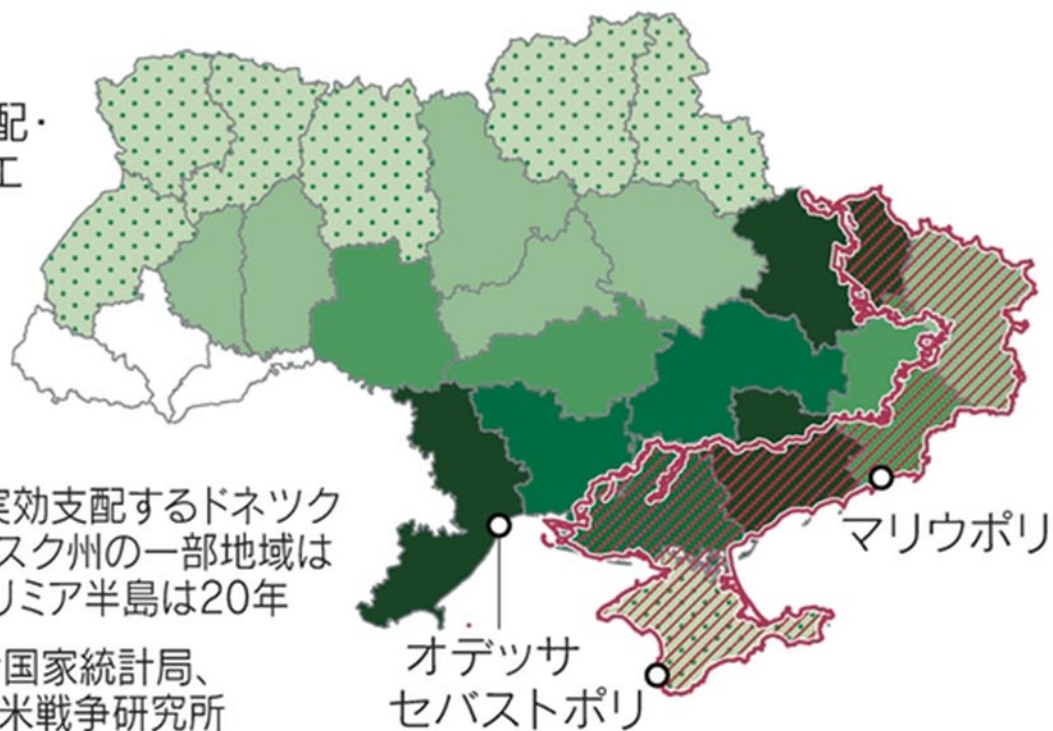 配・
エ
実効支配するドネツク
スク州の一部地域は
リミア半島は20年
国家統計局、
米戦争研究所
オデッサ
セバストポリ
マリウポリ